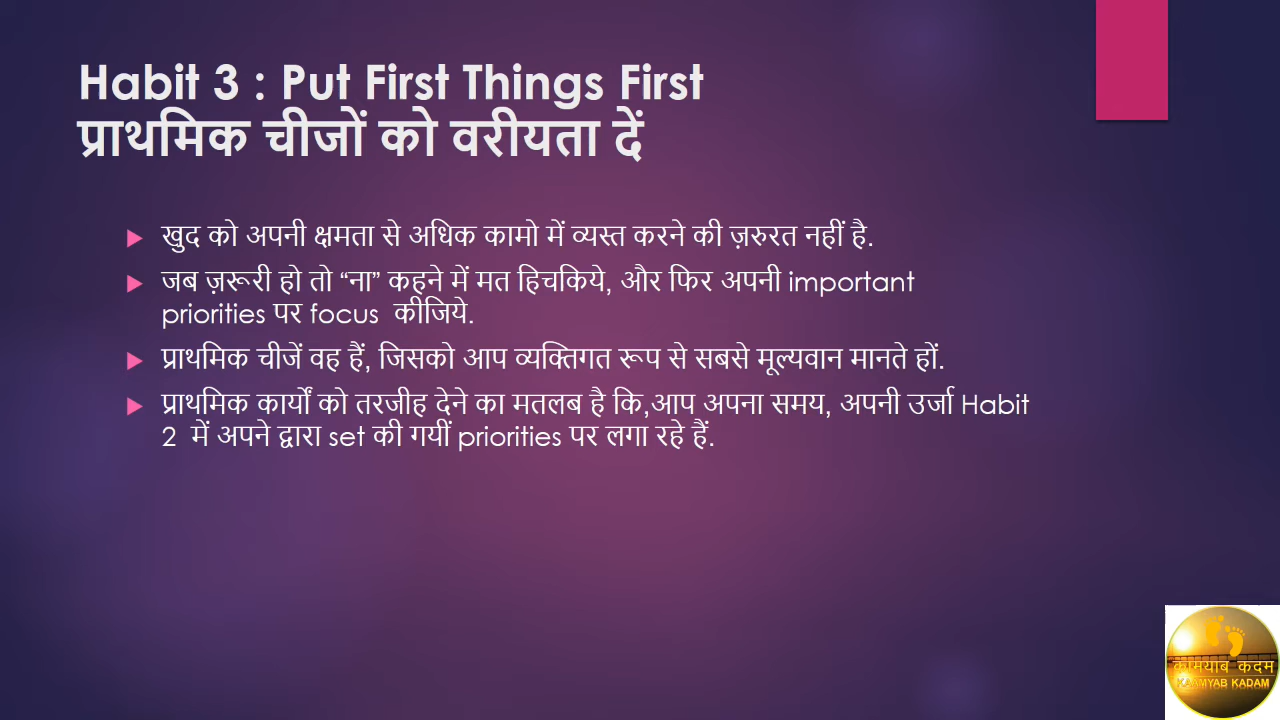 Habit 3 : Put First Things First
प्राथमिक चीजों को वरीयता दें
खुद को अपनी क्षमता से अधिक कामो में व्यस्त करने की ज़रुरत नहीं है.
जब ज़रूरी हो तो “ना” कहने में मत हिचकिये, और फिर अपनी important
priorities पर focus कीजिये.
प्राथमिक चीजें वह हैं, जिसको आप व्यक्तिगत रूप से सबसे मूल्यवान मानते हों.
प्राथमिक कार्यों को तरजीह देने का मतलब है कि,आप अपना समय, अपनी उर्जा Habit
2 में अपने द्वारा set की गयीं priorities पर लगा रहे हैं.
कामयाब कदम
KAAMYAB KADAM